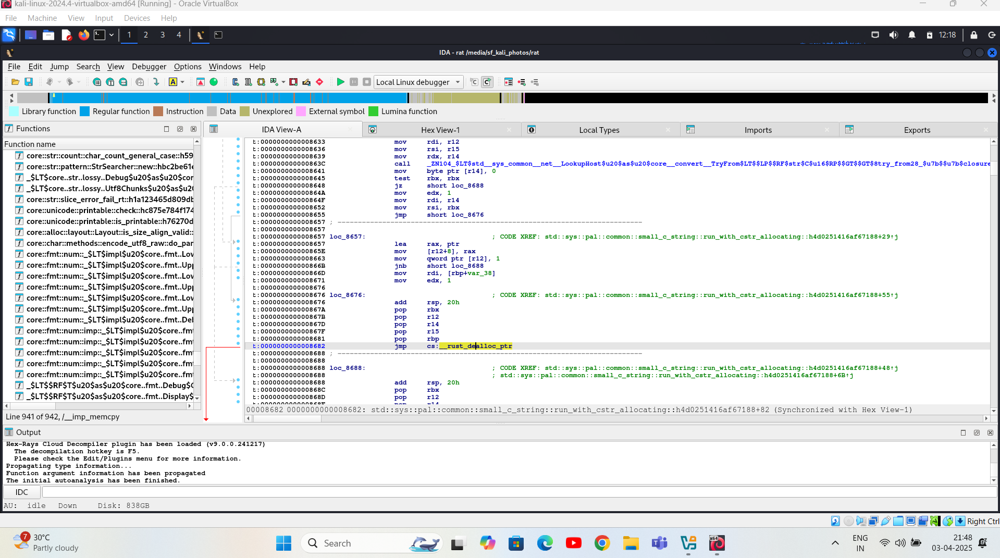 kali-linux-2024.4-virtualbox-amd64 [Running] - Oracle VirtualBox
File Machine View Input Devices Help
1 2 3 4 12:18
IDA - rat /media/sf_kali_photos/rat
File Edit Jump Search View Debugger Options Windows Help
Local Linux debugger
Library function Regular function Instruction Data Unexplored External symbol Lumina function
Functions
IDA View-A Hex View-1 Local Types Imports Exports
Function name
core::str::count::char_count_general_case::h59
core::str::pattern::StrSearcher::new::hbc2be61e
_$LT$core..str..lossy..Debug$u20$as$u20$cor
_$LT$core..str..lossy..Utf8Chunks$u20$as$u2
core::str::slice_error_fail_rt::h1a123465d809db
core::unicode::printable::check::hc875e784f174
core::unicode::printable::is_printable::h76270d
core::alloc::layout::Layout::is_size_align_valid::
core::char::methods::encode_utf8_raw::do_pan
core::fmt::num::_$LT$impl$u20$core..fmt..Low
core::fmt::num::_$LT$impl$u20$core..fmt..Upp
core::fmt::num::_$LT$impl$u20$core..fmt..Low
core::fmt::num::_$LT$impl$u20$core..fmt..Upp
core::fmt::num::_$LT$impl$u20$core..fmt..Low
core::fmt::num::_$LT$impl$u20$core..fmt..Upp
core::fmt::num::_$LT$impl$u20$core..fmt..Del
core::fmt::num::imp::_$LT$impl$u20$core..fmt
core::fmt::num::imp::_$LT$impl$u20$core..fmt
core::fmt::num::imp::_$LT$impl$u20$core..fmt
core::fmt::num::imp::_$LT$impl$u20$core..fmt
core::fmt::num::imp::_$LT$impl$u20$core..fmt
_$LT$$RF$T$u20$as$u20$core..fmt..Debug$G
_$LT$$RF$T$u20$as$u20$core..fmt..Display$
Line 941 of 942, /__imp_memcpy
t:0000000000008633 mov rdi, r12
t:0000000000008636 mov rsi, r15
t:0000000000008639 mov rdx, r14
t:000000000000863C call _ZN104_$LT$std__sys_common__net__LookupHost$u20$as$u20$core__convert__TryFrom$LT$$LP$$RF$str$C$u16$RP$$GT$$GT$8try_from28_$u7b$$u7b$closure
t:0000000000008641 mov byte ptr [r14], 0
t:0000000000008645 test rbx, rbx
t:0000000000008648 jz short loc_8688
t:000000000000864A mov edx, 1
t:000000000000864F mov rdi, r14
t:0000000000008652 mov rsi, rbx
t:0000000000008655 jmp short loc_8676
t:0000000000008657 ; ---------------------------------------------------------------------------
t:0000000000008657
t:0000000000008657 loc_8657: ; CODE XREF: std::sys::pal::common::small_c_string::run_with_cstr_allocating::h4d0251416af67188+29↑j
t:0000000000008657 lea rax, ptr
t:000000000000865E mov [r12+8], rax
t:0000000000008663 mov qword ptr [r12], 1
t:000000000000866B jnb short loc_8688
t:000000000000866D mov rdi, [rbp+var_38]
t:0000000000008671 mov edx, 1
t:0000000000008676
t:0000000000008676 loc_8676: ; CODE XREF: std::sys::pal::common::small_c_string::run_with_cstr_allocating::h4d0251416af67188+55↑j
t:0000000000008676 add rsp, 20h
t:000000000000867A pop rbx
t:000000000000867B pop r12
t:000000000000867D pop r14
t:000000000000867F pop r15
t:0000000000008681 pop rbp
t:0000000000008682 jmp cs:__rust_dealloc_ptr
t:0000000000008688 ; ---------------------------------------------------------------------------
t:0000000000008688
t:0000000000008688 loc_8688: ; CODE XREF: std::sys::pal::common::small_c_string::run_with_cstr_allocating::h4d0251416af67188+48↑j
t:0000000000008688 ; std::sys::pal::common::small_c_string::run_with_cstr_allocating::h4d0251416af67188+6B↑j
t:0000000000008688 add rsp, 20h
t:000000000000868C pop rbx
t:000000000000868D pop r12
00008682 0000000000008682: std::sys::pal::common::small_c_string::run_with_cstr_allocating::h4d0251416af67188+82 (Synchronized with Hex View-1)
Output
Hex-Rays Cloud Decompiler plugin has been loaded (v9.0.0.241217)
The decompilation hotkey is F5.
Please check the Edit/Plugins menu for more information.
Propagating type information...
Function argument information has been propagated
The initial autoanalysis has been finished.
IDC
AU: idle Down Disk: 838GB
Right Ctrl
7 30°C
Partly cloudy
Search
ENG
IN
21:48
03-04-2025